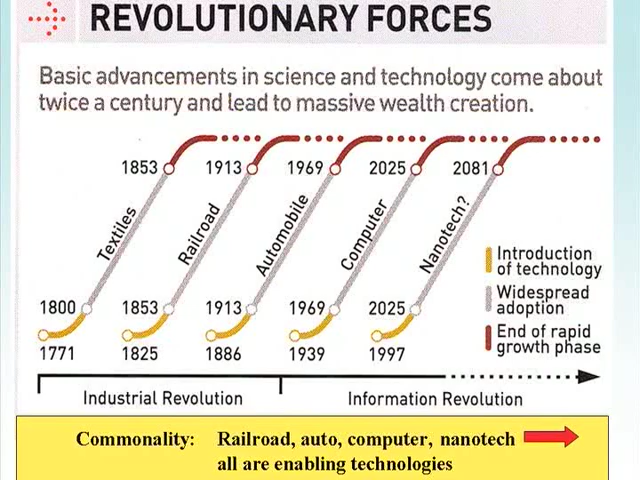 REVOLUTIONARY FORCES
Basic advancements in science and technology come about
twice a century and lead to massive wealth creation.
1853 1913 1969 2025 2081
Textiles
Railroad
Automobile
Computer
Nanotech?
Introduction
of technology
Widespread
adoption
End of rapid
growth phase
1800 1853 1913 1969 2025
1771 1825 1886 1939 1997
Industrial Revolution Information Revolution
Commonality: Railroad, auto, computer, nanotech
all are enabling technologies